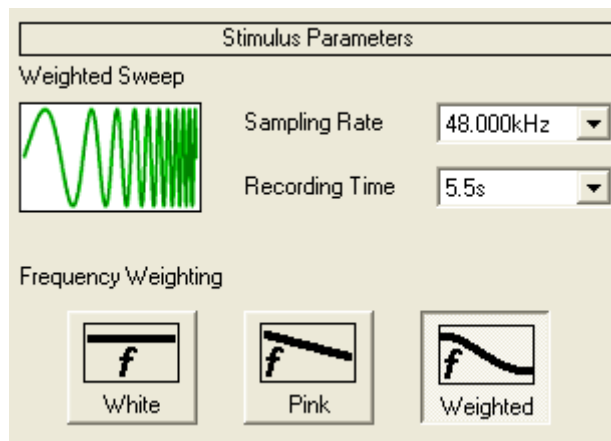 Stimulus Parameters
Weighted Sweep
Sampling Rate 48.000kHz
Recording Time 5.5s
Frequency Weighting
f f f
White Pink Weighted